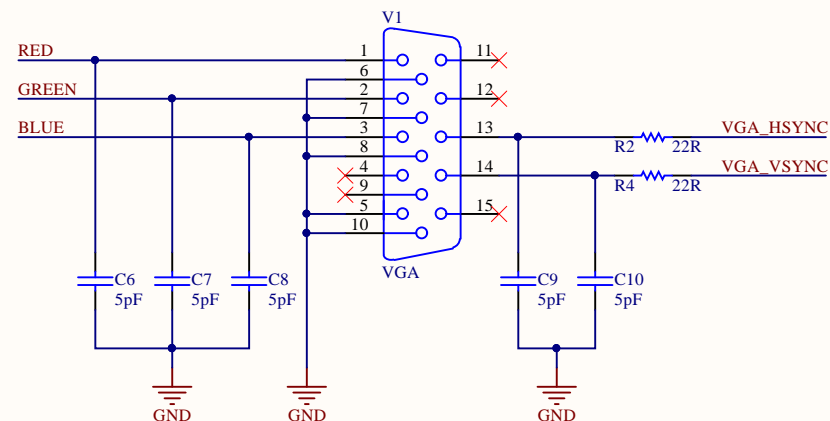 V1
RED
1
11
6
GREEN
2
12
7
BLUE
3
13
R2
22R
VGA_HSYNC
8
4
14
R4
22R
VGA_VSYNC
9
5
15
10
VGA
C6
5pF
C7
5pF
C8
5pF
C9
5pF
C10
5pF
GND
GND
GND